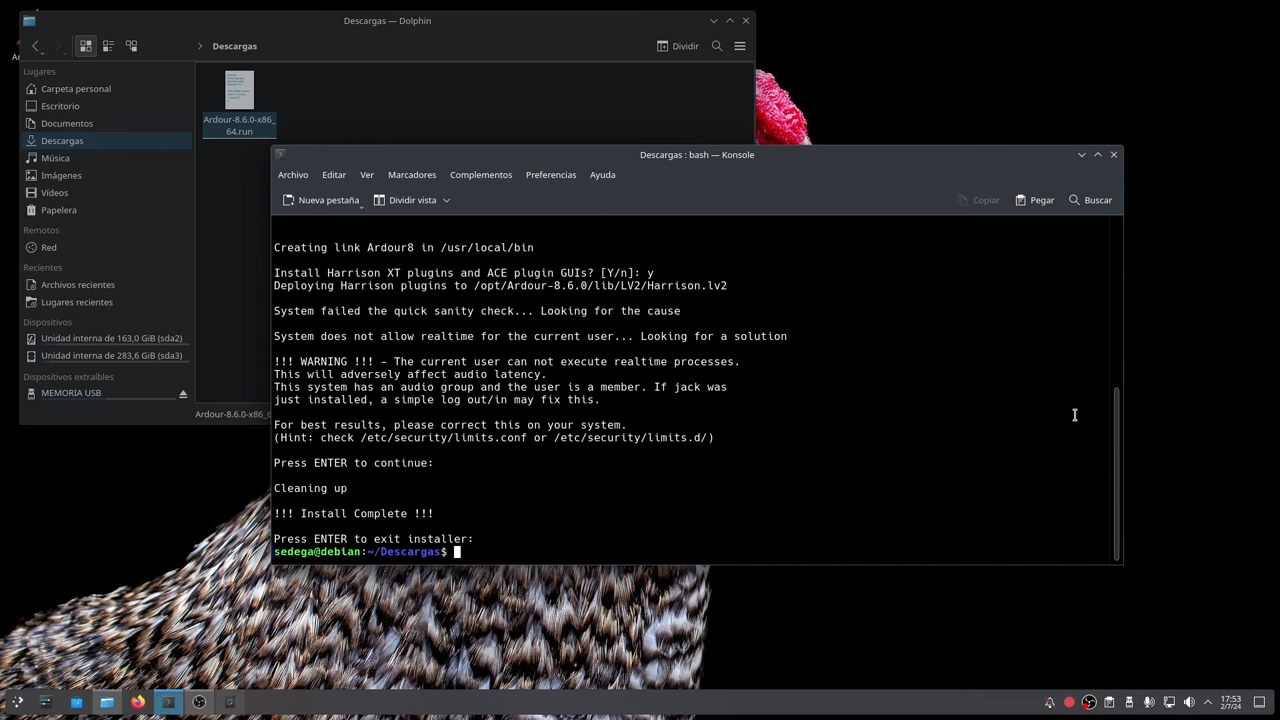 Descargas — Dolphin
Descargas
Dividir
Lugares
Carpeta personal
Escritorio
Documentos
Descargas
Música
Imágenes
Vídeos
Papelera
Remotos
Red
Recientes
Archivos recientes
Lugares recientes
Dispositivos
Unidad interna de 163,0 GiB (sda2)
Unidad interna de 283,6 GiB (sda3)
Dispositivos extraíbles
MEMORIA USB
Ardour-8.6.0-x86_
64.run
Ardour-8.6.0-x86_6
Descargas : bash — Konsole
Archivo Editar Ver Marcadores Complementos Preferencias Ayuda
Nueva pestaña Dividir vista Copiar Pegar Buscar
Creating link Ardour8 in /usr/local/bin
Install Harrison XT plugins and ACE plugin GUIs? [Y/n]: y
Deploying Harrison plugins to /opt/Ardour-8.6.0/lib/LV2/Harrison.lv2
System failed the quick sanity check... Looking for the cause
System does not allow realtime for the current user... Looking for a solution
!!! WARNING !!! - The current user can not execute realtime processes.
This will adversely affect audio latency.
This system has an audio group and the user is a member. If jack was
just installed, a simple log out/in may fix this.
For best results, please correct this on your system.
(Hint: check /etc/security/limits.conf or /etc/security/limits.d/)
Press ENTER to continue:
Cleaning up
!!! Install Complete !!!
Press ENTER to exit installer:
sedega@debian:~/Descargas$
17:53
2/7/24